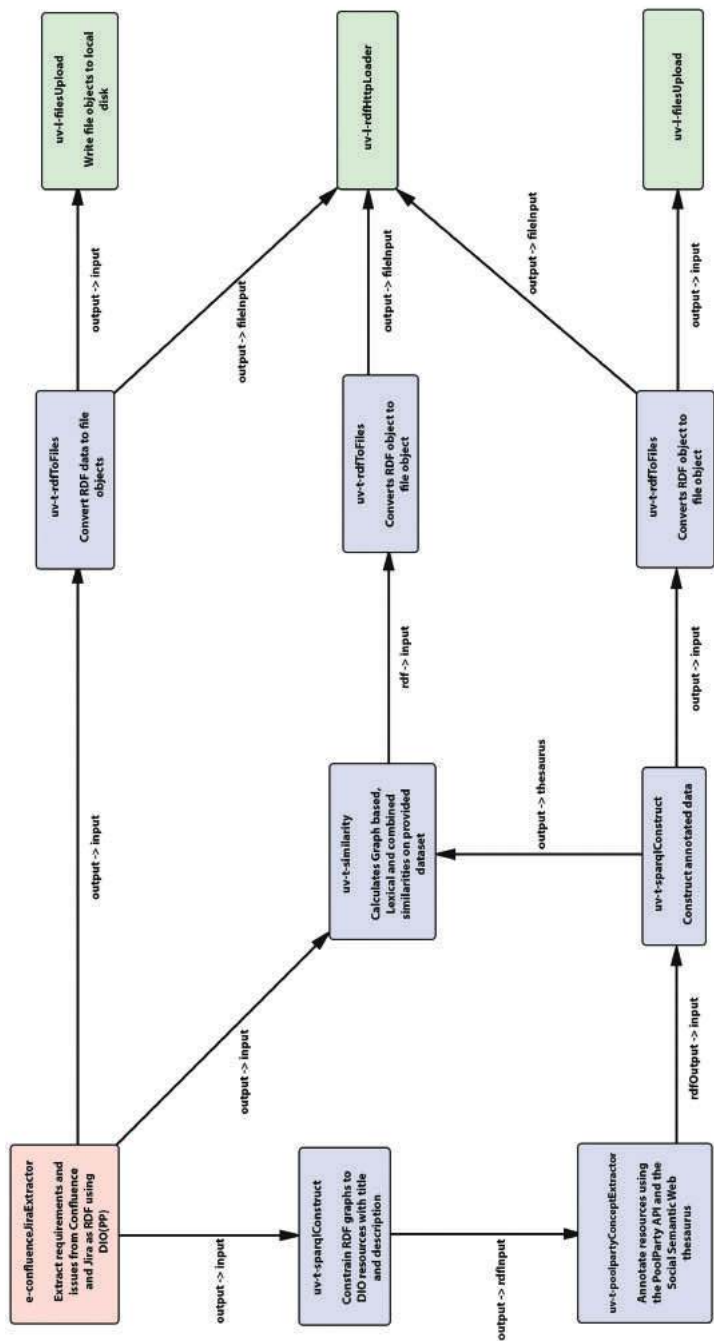 e-confluenceJiraExtractor
Extract requirements and
issues from Confluence
and Jira as RDF using
DIO(PP)
output -> input
uv-t-rdfToFiles
Convert RDF data to file
objects
output -> input
uv-l-filesUpload
Write file objects to local
disk
output -> fileInput
output -> input
output -> input
uv-t-sparqlConstruct
Constrain RDF graphs to
DIO resources with title
and description
uv-t-similarity
Calculates Graph based,
Lexical and combined
similarities on provided
dataset
rdf -> input
uv-t-rdfToFiles
Converts RDF object to
file object
output -> fileInput
uv-l-rdfHttpLoader
output -> rdfInput
output -> thesaurus
output -> fileInput
uv-t-poolpartyConceptExtractor
Annotate resources using
the PoolParty API and the
Social Semantic Web
thesaurus
rdfOutput -> input
uv-t-sparqlConstruct
Construct annotated data
output -> input
uv-t-rdfToFiles
Converts RDF object to
file object
output -> input
uv-l-filesUpload